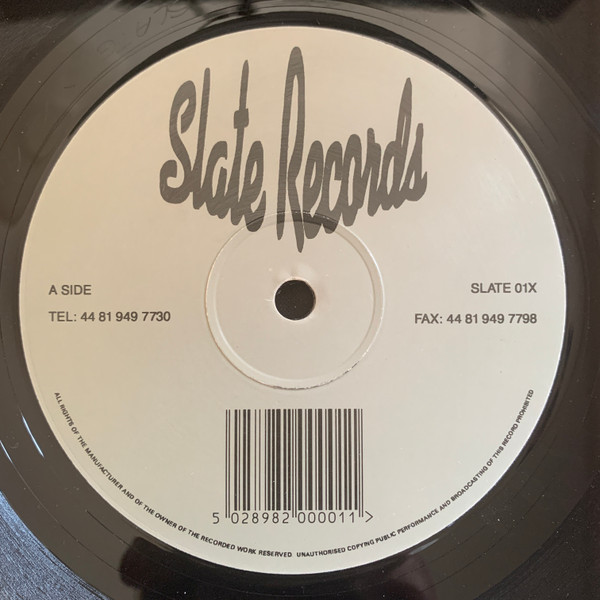 Slate Records
A SIDE
SLATE 01X
TEL: 44 81 949 7730
FAX: 44 81 949 7798
5 028982 000011 >
ALL RIGHTS OF THE MANUFACTURER AND OF THE OWNER OF THE RECORDED WORK RESERVED. UNAUTHORISED COPYING PUBLIC PERFORMANCE AND BROADCASTING OF THIS RECORD PROHIBITED